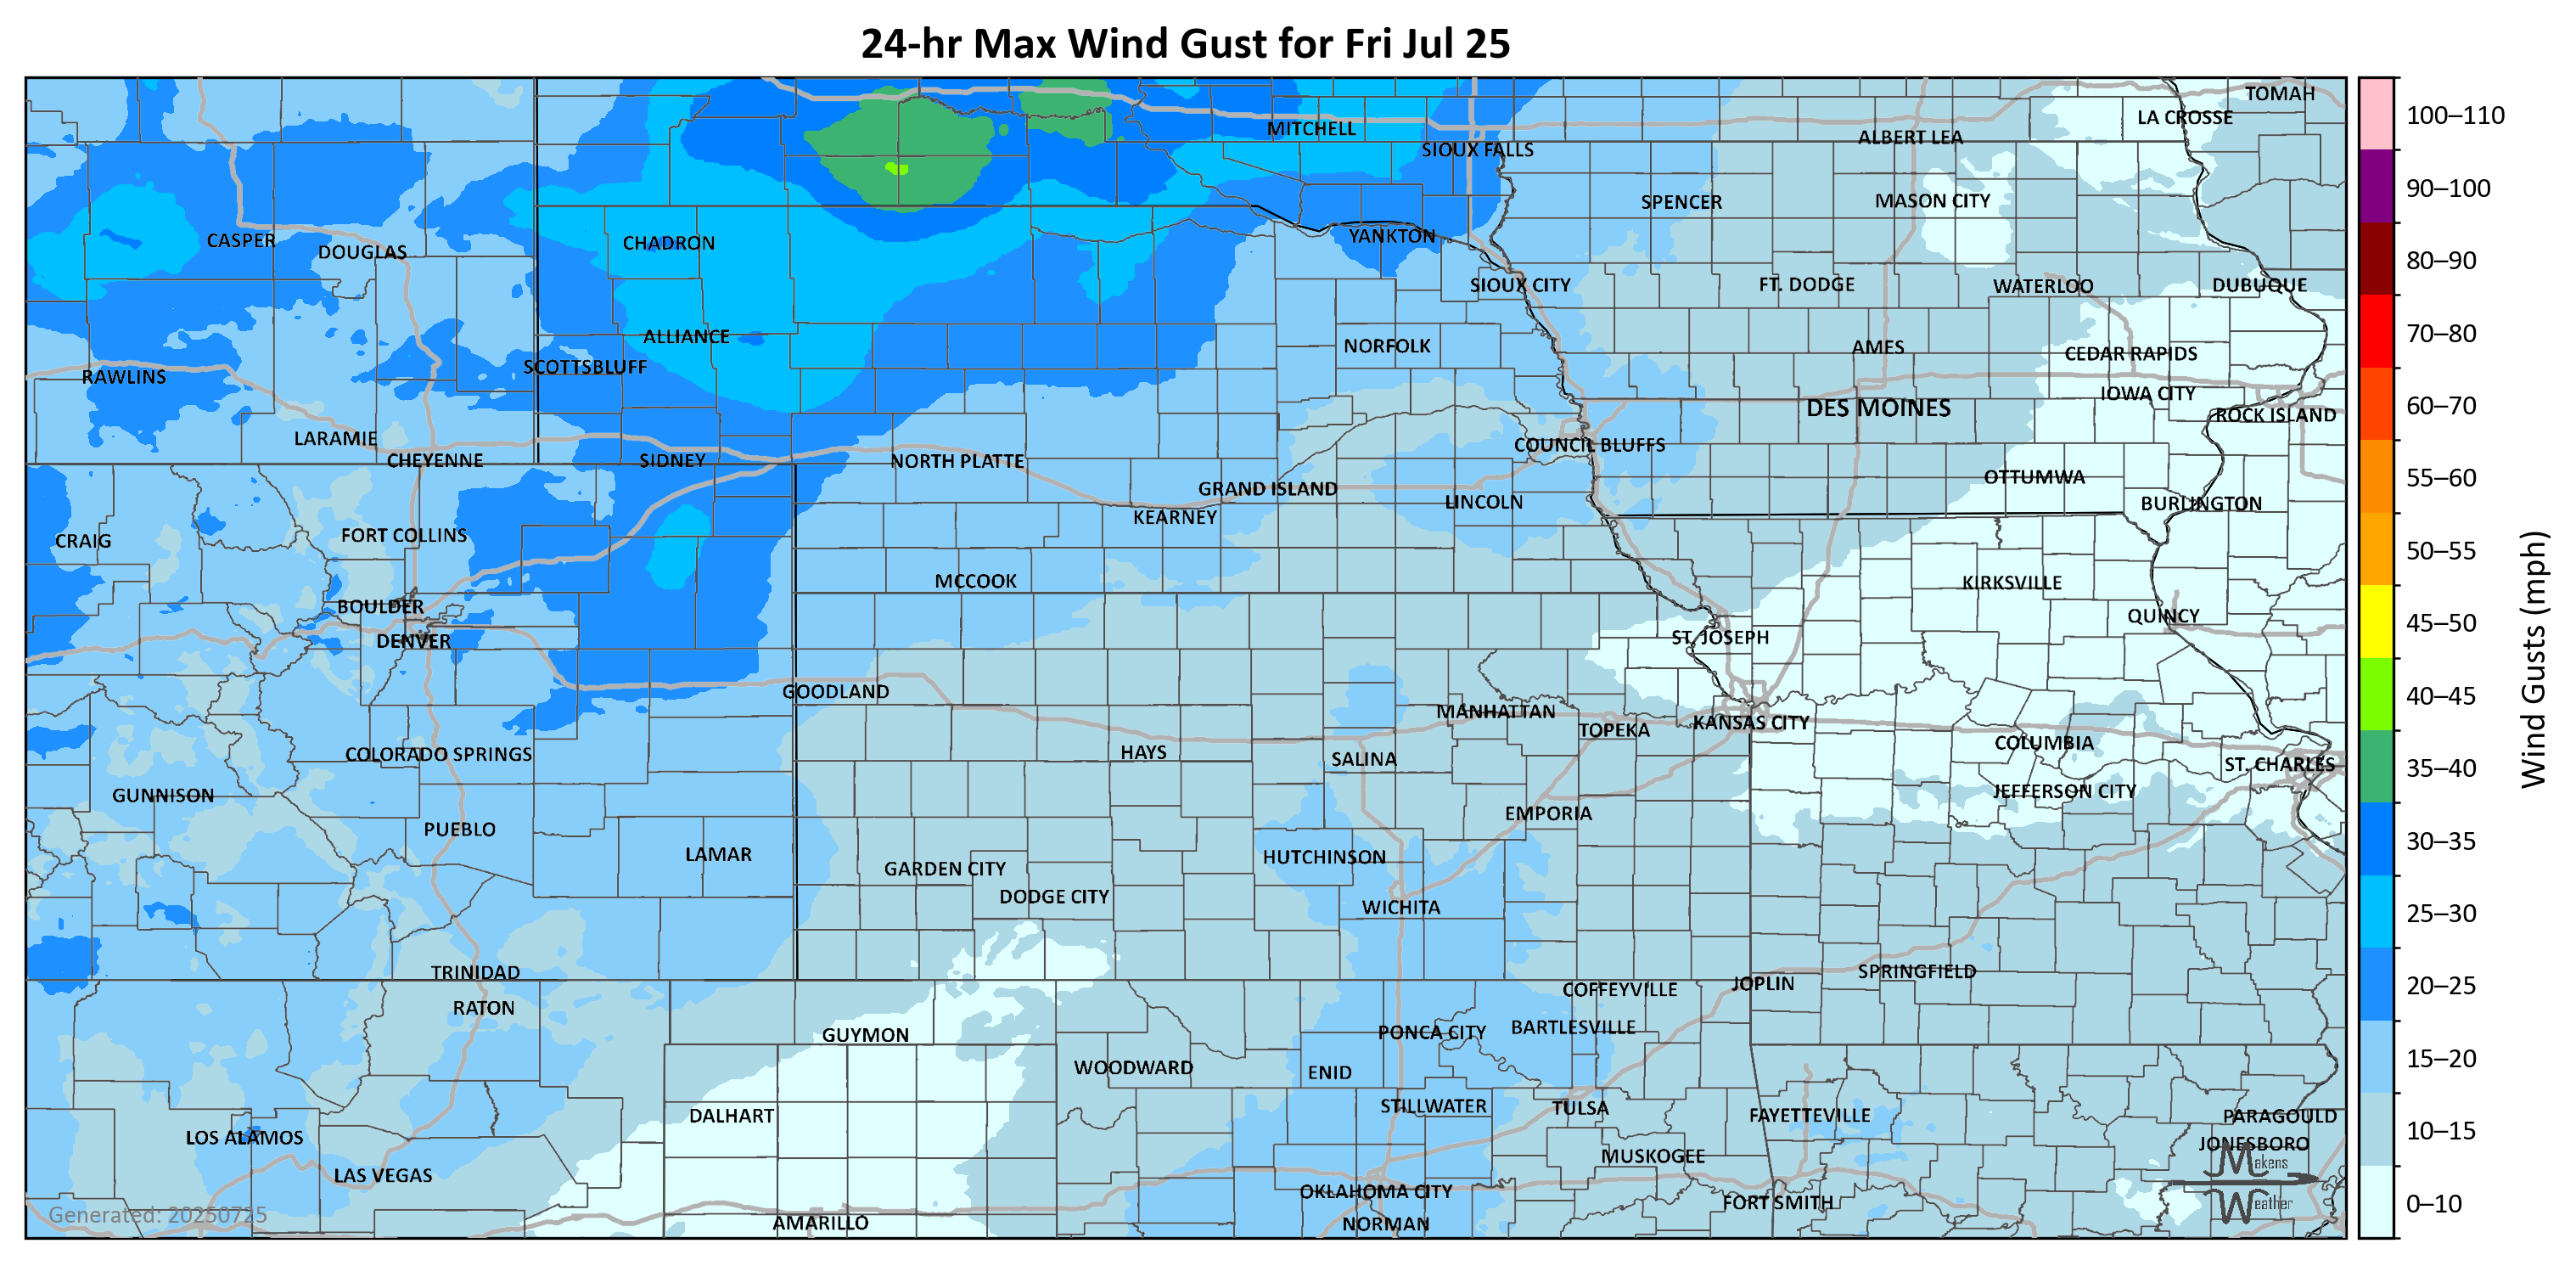 24-hr Max Wind Gust for Fri Jul 25
TOMAH
LA CROSSE
MITCHELL
ALBERT LEA
SIOUX FALLS
SPENCER
MASON CITY
CASPER
DOUGLAS
CHADRON
YANKTON
SIOUX CITY
FT. DODGE
WATERLOO
DUBUQUE
ALLIANCE
NORFOLK
AMES
CEDAR RAPIDS
SCOTTSBLUFF
RAWLINS
IOWA CITY
DES MOINES
ROCK ISLAND
LARAMIE
COUNCIL BLUFFS
CHEYENNE
SIDNEY
NORTH PLATTE
OTTUMWA
GRAND ISLAND
LINCOLN
BURLINGTON
KEARNEY
CRAIG
FORT COLLINS
MCCOOK
KIRKSVILLE
BOULDER
QUINCY
DENVER
ST. JOSEPH
GOODLAND
MANHATTAN
TOPEKA
KANSAS CITY
COLORADO SPRINGS
HAYS
SALINA
COLUMBIA
ST. CHARLES
GUNNISON
JEFFERSON CITY
EMPORIA
PUEBLO
LAMAR
HUTCHINSON
GARDEN CITY
DODGE CITY
WICHITA
TRINIDAD
SPRINGFIELD
JOPLIN
COFFEYVILLE
RATON
GUYMON
PONCA CITY
BARTLESVILLE
WOODWARD
ENID
STILLWATER
TULSA
DALHART
FAYETTEVILLE
PARAGOULD
LOS ALAMOS
JONESBORO
MUSKOGEE
LAS VEGAS
OKLAHOMA CITY
FORT SMITH
AMARILLO
NORMAN
Generated: 20250725
Makens
Weather
100–110
90–100
80–90
70–80
60–70
55–60
50–55
45–50
40–45
35–40
30–35
25–30
20–25
15–20
10–15
0–10
Wind Gusts (mph)